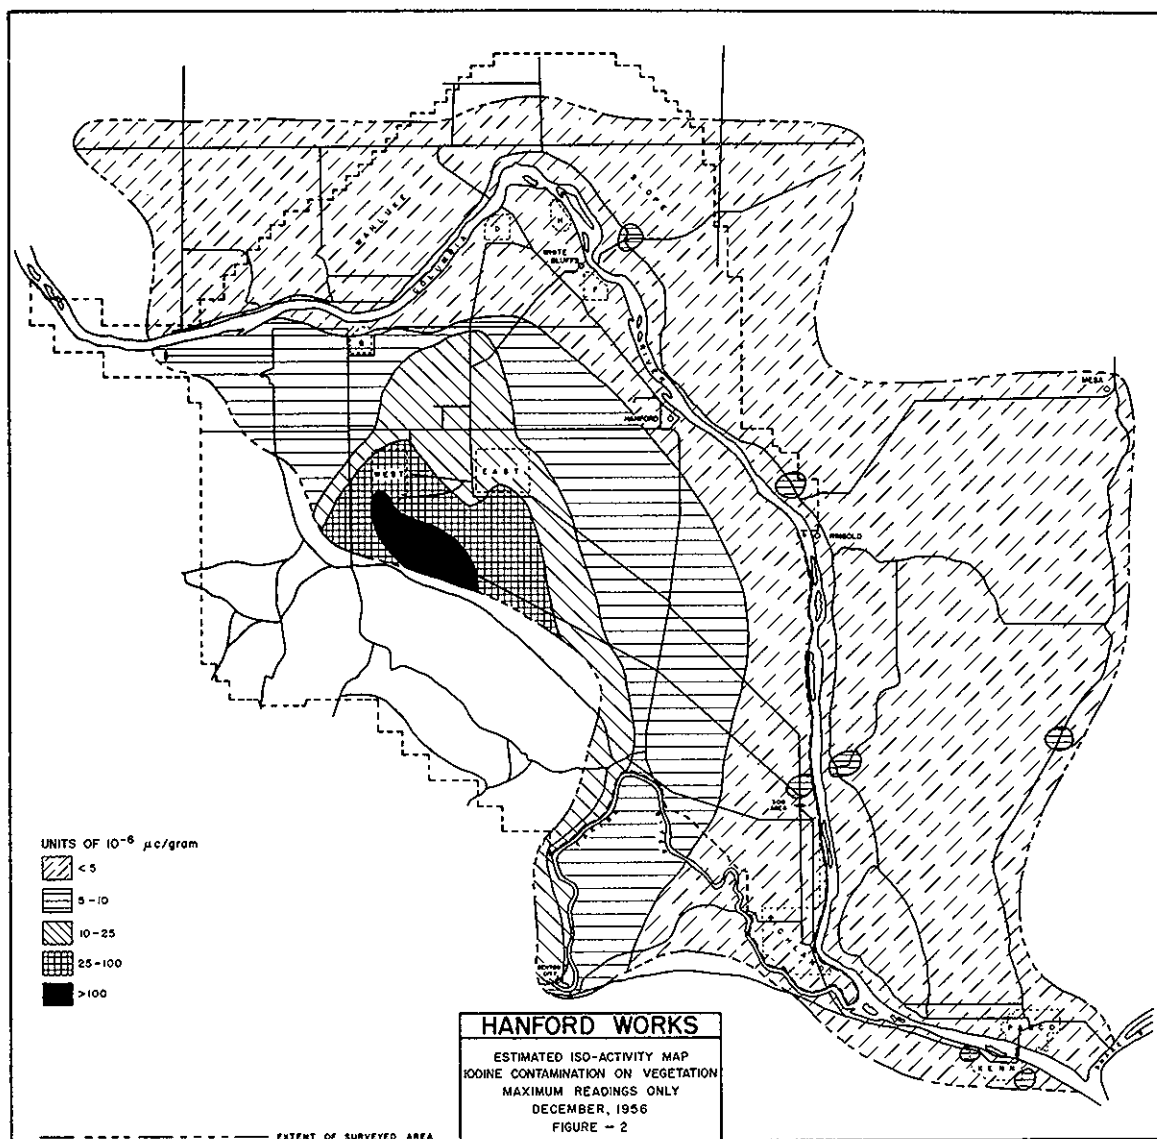 WAHLUKE
SLOPE
COLUMBIA
D
H
WHITE
BLUFFS
F
B
RIVER
MESA
HANFORD
WEST
EAST
RINGOLD
300
AREA
UNITS OF 10⁻⁶ µc/gram
<5
5-10
10-25
25-100
>100
BENTON
CITY
PASCO
KENN
HANFORD WORKS
ESTIMATED ISO-ACTIVITY MAP
IODINE CONTAMINATION ON VEGETATION
MAXIMUM READINGS ONLY
DECEMBER, 1956
FIGURE - 2
EXTENT OF SURVEYED AREA